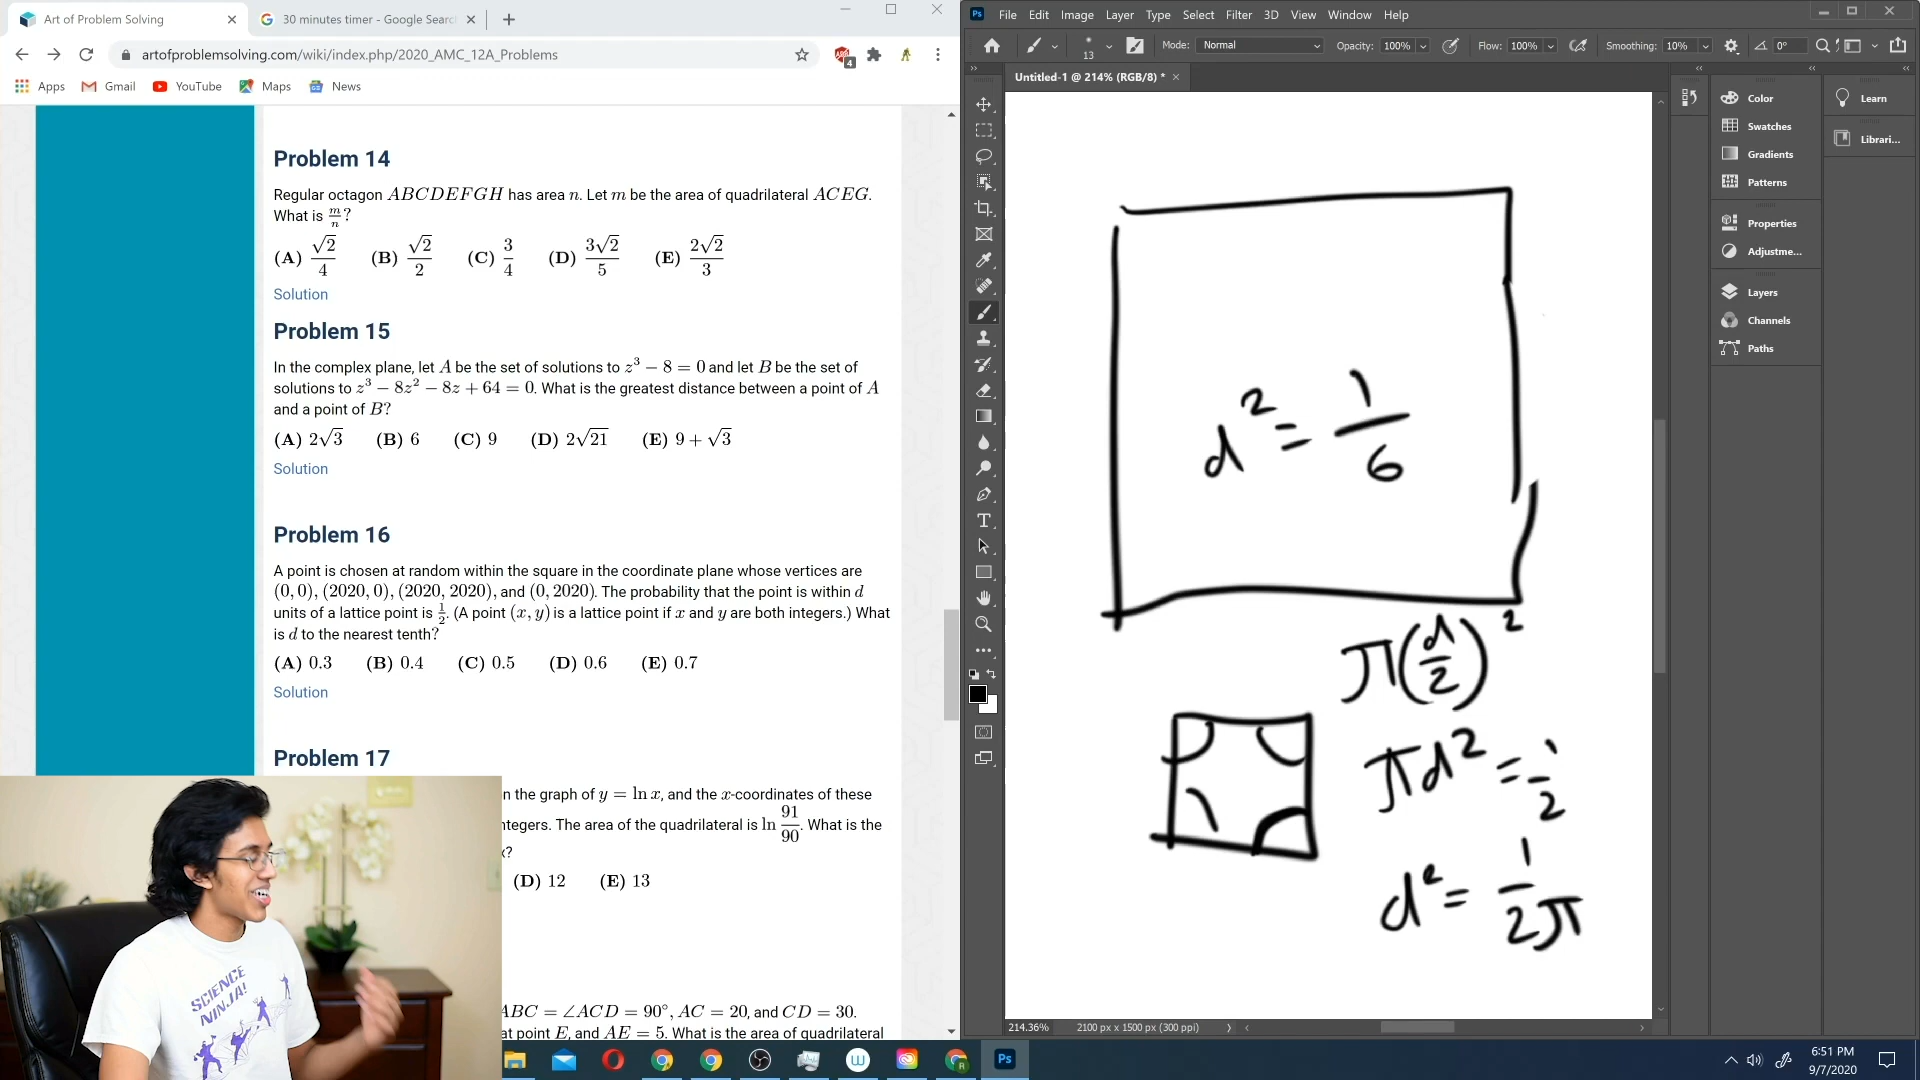 Art of Problem Solving
30 minutes timer - Google Searc
artofproblemsolving.com/wiki/index.php/2020_AMC_12A_Problems
4
Apps Gmail YouTube Maps News
Problem 14
Regular octagon ABCDEFGH has area n. Let m be the area of quadrilateral ACEG.
What is m/n?
(A) √2/4 (B) √2/2 (C) 3/4 (D) 3√2/5 (E) 2√2/3
Solution
Problem 15
In the complex plane, let A be the set of solutions to z³ − 8 = 0 and let B be the set of
solutions to z³ − 8z² − 8z + 64 = 0. What is the greatest distance between a point of A
and a point of B?
(A) 2√3 (B) 6 (C) 9 (D) 2√21 (E) 9 + √3
Solution
Problem 16
A point is chosen at random within the square in the coordinate plane whose vertices are
(0, 0), (2020, 0), (2020, 2020), and (0, 2020). The probability that the point is within d
units of a lattice point is 1/2. (A point (x, y) is a lattice point if x and y are both integers.) What
is d to the nearest tenth?
(A) 0.3 (B) 0.4 (C) 0.5 (D) 0.6 (E) 0.7
Solution
Problem 17
n the graph of y = ln x, and the x-coordinates of these
ntegers. The area of the quadrilateral is ln 91/90. What is the
?
(D) 12 (E) 13
ABC = ∠ACD = 90°, AC = 20, and CD = 30.
at point E, and AE = 5. What is the area of quadrilateral
SCIENCE
NINJA!
Ps File Edit Image Layer Type Select Filter 3D View Window Help
13 Mode: Normal Opacity: 100% Flow: 100% Smoothing: 10% 0°
Untitled-1 @ 214% (RGB/8) *
d² = 1/6
π(d/2)²
πd² = 1/2
d² = 1/2π
214.36% 2100 px x 1500 px (300 ppi)
Color
Swatches
Gradients
Patterns
Properties
Adjustme...
Layers
Channels
Paths
Learn
Librari...
Ps
6:51 PM
9/7/2020